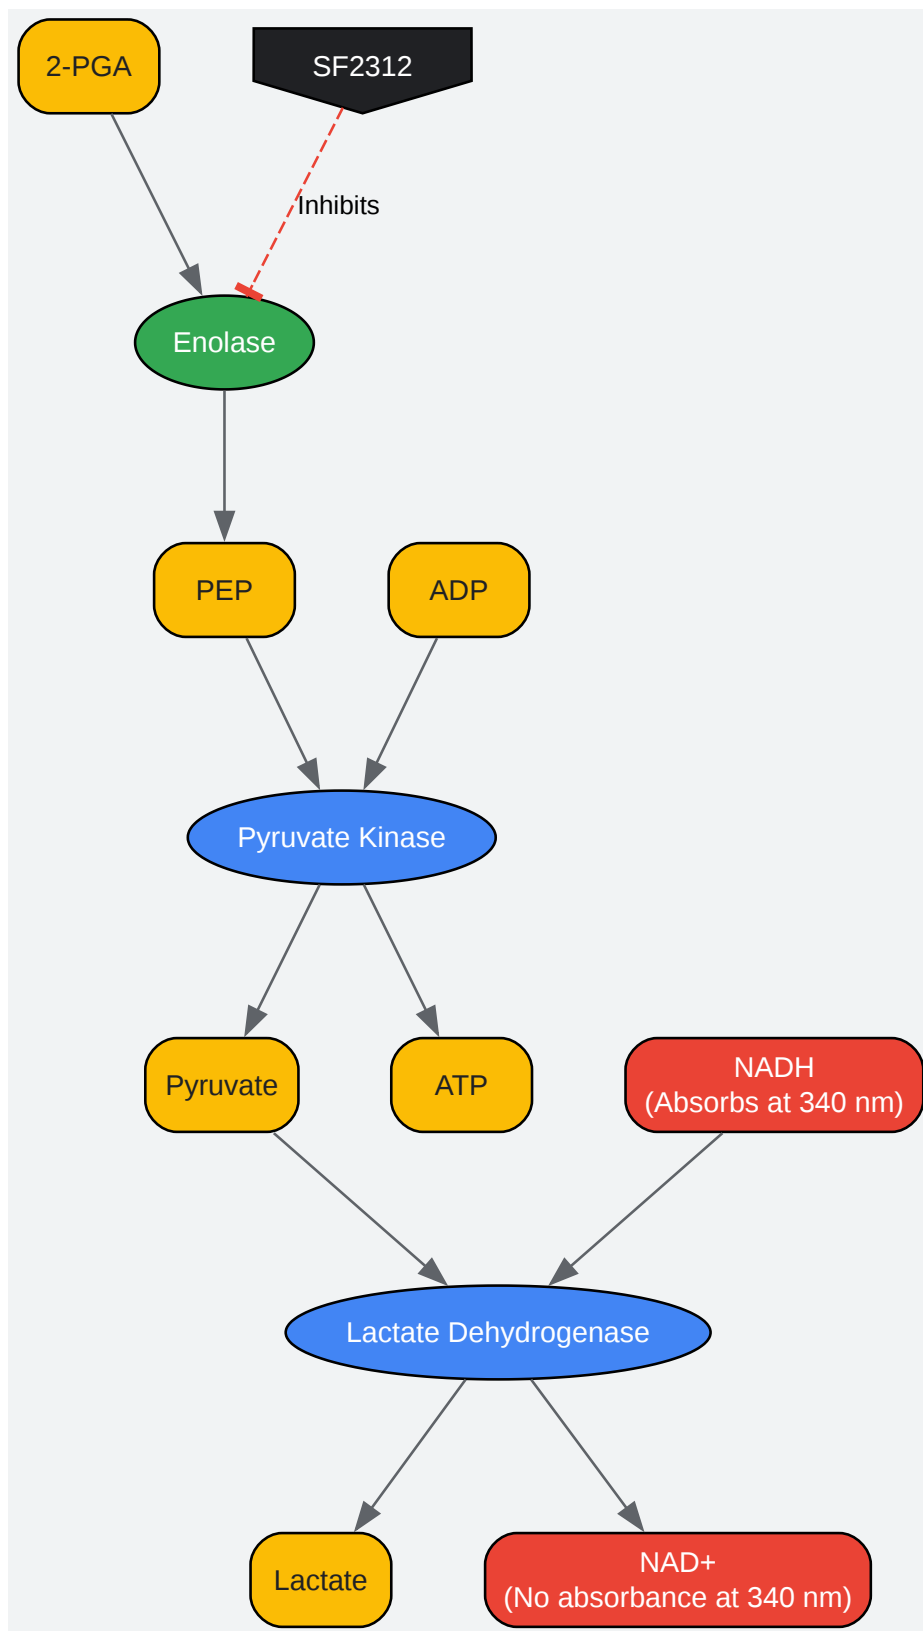 2-PGA
SF2312
Inhibits
Enolase
PEP
ADP
Pyruvate Kinase
Pyruvate
ATP
NADH
(Absorbs at 340 nm)
Lactate Dehydrogenase
Lactate
NAD+
(No absorbance at 340 nm)